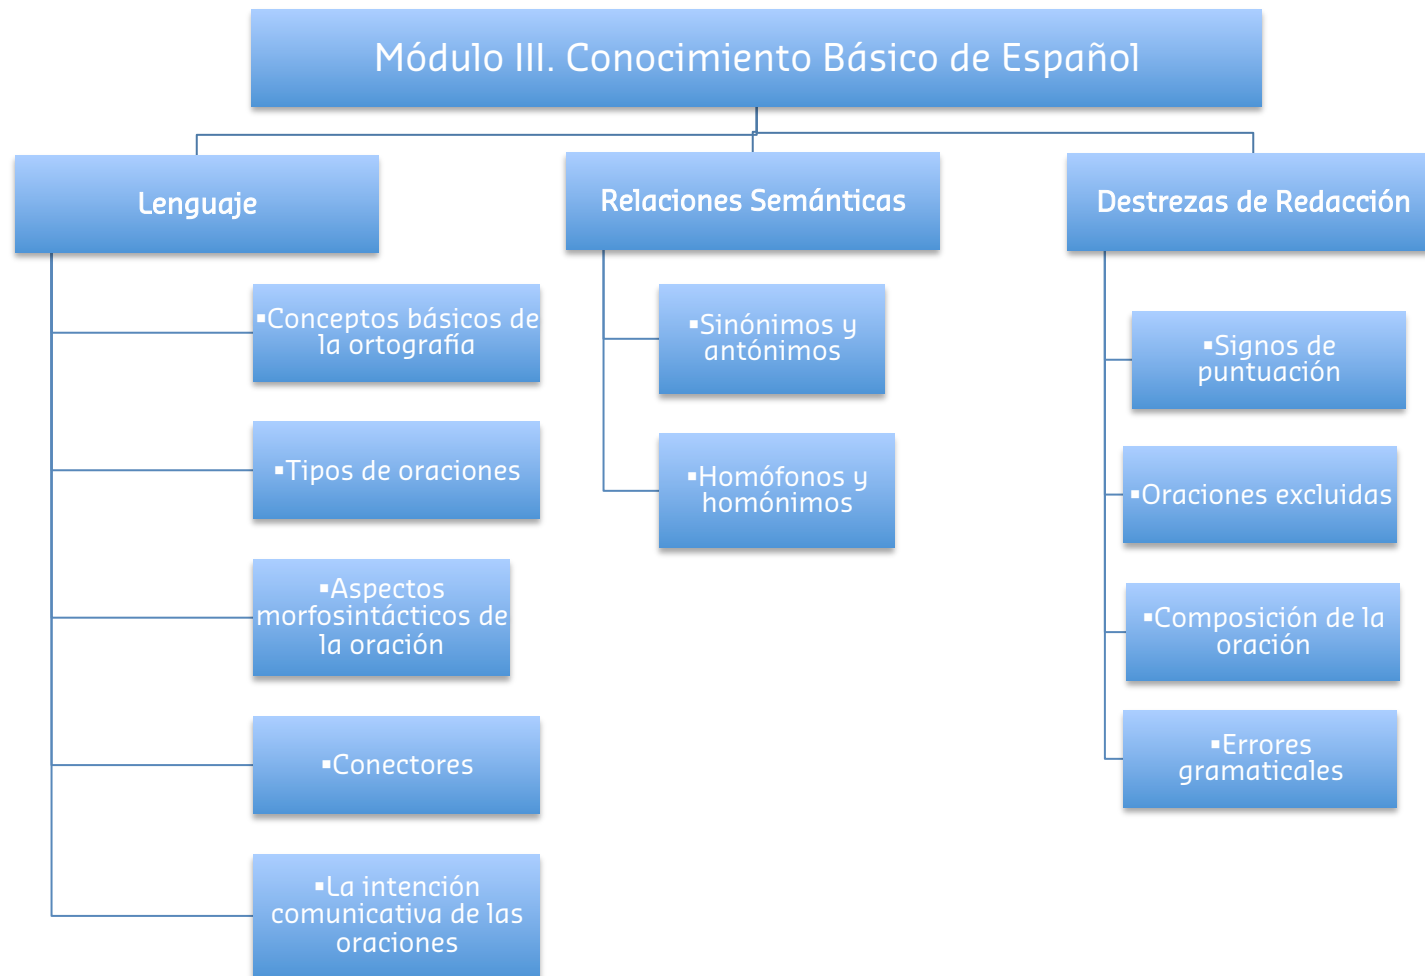 Módulo III. Conocimiento Básico de Español
Lenguaje
▪Conceptos básicos de
la ortografía
▪Tipos de oraciones
▪Aspectos
morfosintácticos de
la oración
▪Conectores
▪La intención
comunicativa de las
oraciones
Relaciones Semánticas
▪Sinónimos y
antónimos
▪Homófonos y
homónimos
Destrezas de Redacción
▪Signos de
puntuación
▪Oraciones excluidas
▪Composición de la
oración
▪Errores
gramaticales